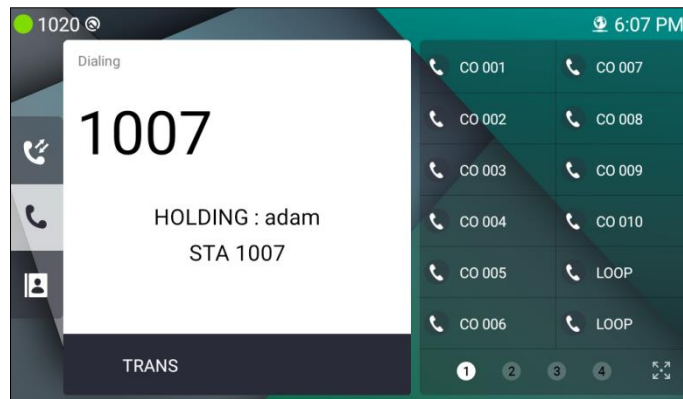 1020
6:07 PM
Dialing
1007
HOLDING : adam
STA 1007
TRANS
CO 001
CO 007
CO 002
CO 008
CO 003
CO 009
CO 004
CO 010
CO 005
LOOP
CO 006
LOOP
1 2 3 4